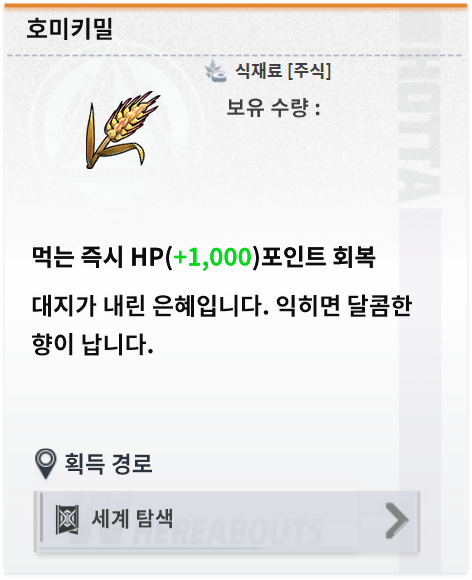 호미키밀
식재료 [주식]
보유 수량 :
HOTTA
먹는 즉시 HP(+1,000)포인트 회복
대지가 내린 은혜입니다. 익히면 달콤한
향이 납니다.
획득 경로
세계 탐색
HEREABOUTS